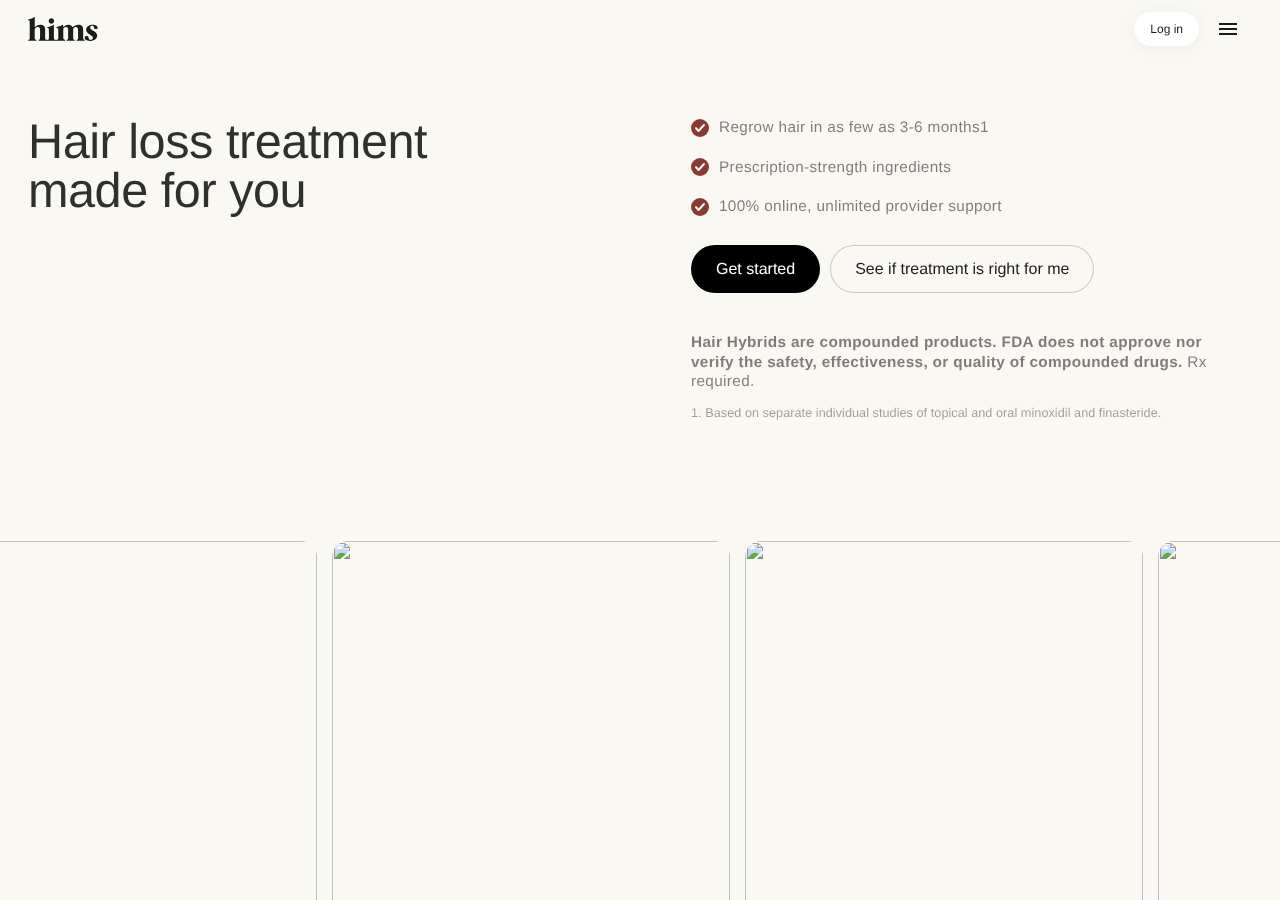 hims
Log in
Hair loss treatment
made for you
Regrow hair in as few as 3-6 months1
Prescription-strength ingredients
100% online, unlimited provider support
Get started
See if treatment is right for me
Hair Hybrids are compounded products. FDA does not approve nor
verify the safety, effectiveness, or quality of compounded drugs. Rx
required.
1. Based on separate individual studies of topical and oral minoxidil and finasteride.